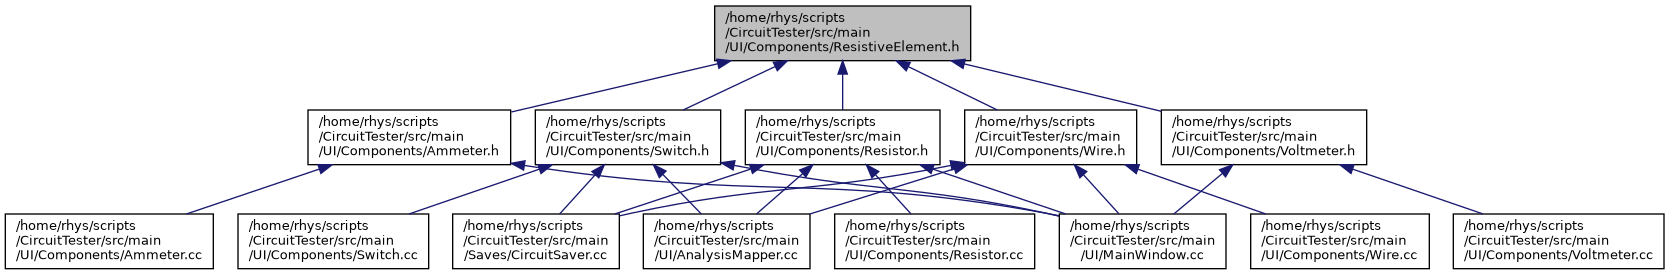 /home/rhys/scripts
/CircuitTester/src/main
/UI/Components/ResistiveElement.h
/home/rhys/scripts
/CircuitTester/src/main
/UI/Components/Ammeter.h
/home/rhys/scripts
/CircuitTester/src/main
/UI/Components/Switch.h
/home/rhys/scripts
/CircuitTester/src/main
/UI/Components/Resistor.h
/home/rhys/scripts
/CircuitTester/src/main
/UI/Components/Wire.h
/home/rhys/scripts
/CircuitTester/src/main
/UI/Components/Voltmeter.h
/home/rhys/scripts
/CircuitTester/src/main
/UI/Components/Ammeter.cc
/home/rhys/scripts
/CircuitTester/src/main
/UI/Components/Switch.cc
/home/rhys/scripts
/CircuitTester/src/main
/Saves/CircuitSaver.cc
/home/rhys/scripts
/CircuitTester/src/main
/UI/AnalysisMapper.cc
/home/rhys/scripts
/CircuitTester/src/main
/UI/Components/Resistor.cc
/home/rhys/scripts
/CircuitTester/src/main
/UI/MainWindow.cc
/home/rhys/scripts
/CircuitTester/src/main
/UI/Components/Wire.cc
/home/rhys/scripts
/CircuitTester/src/main
/UI/Components/Voltmeter.cc